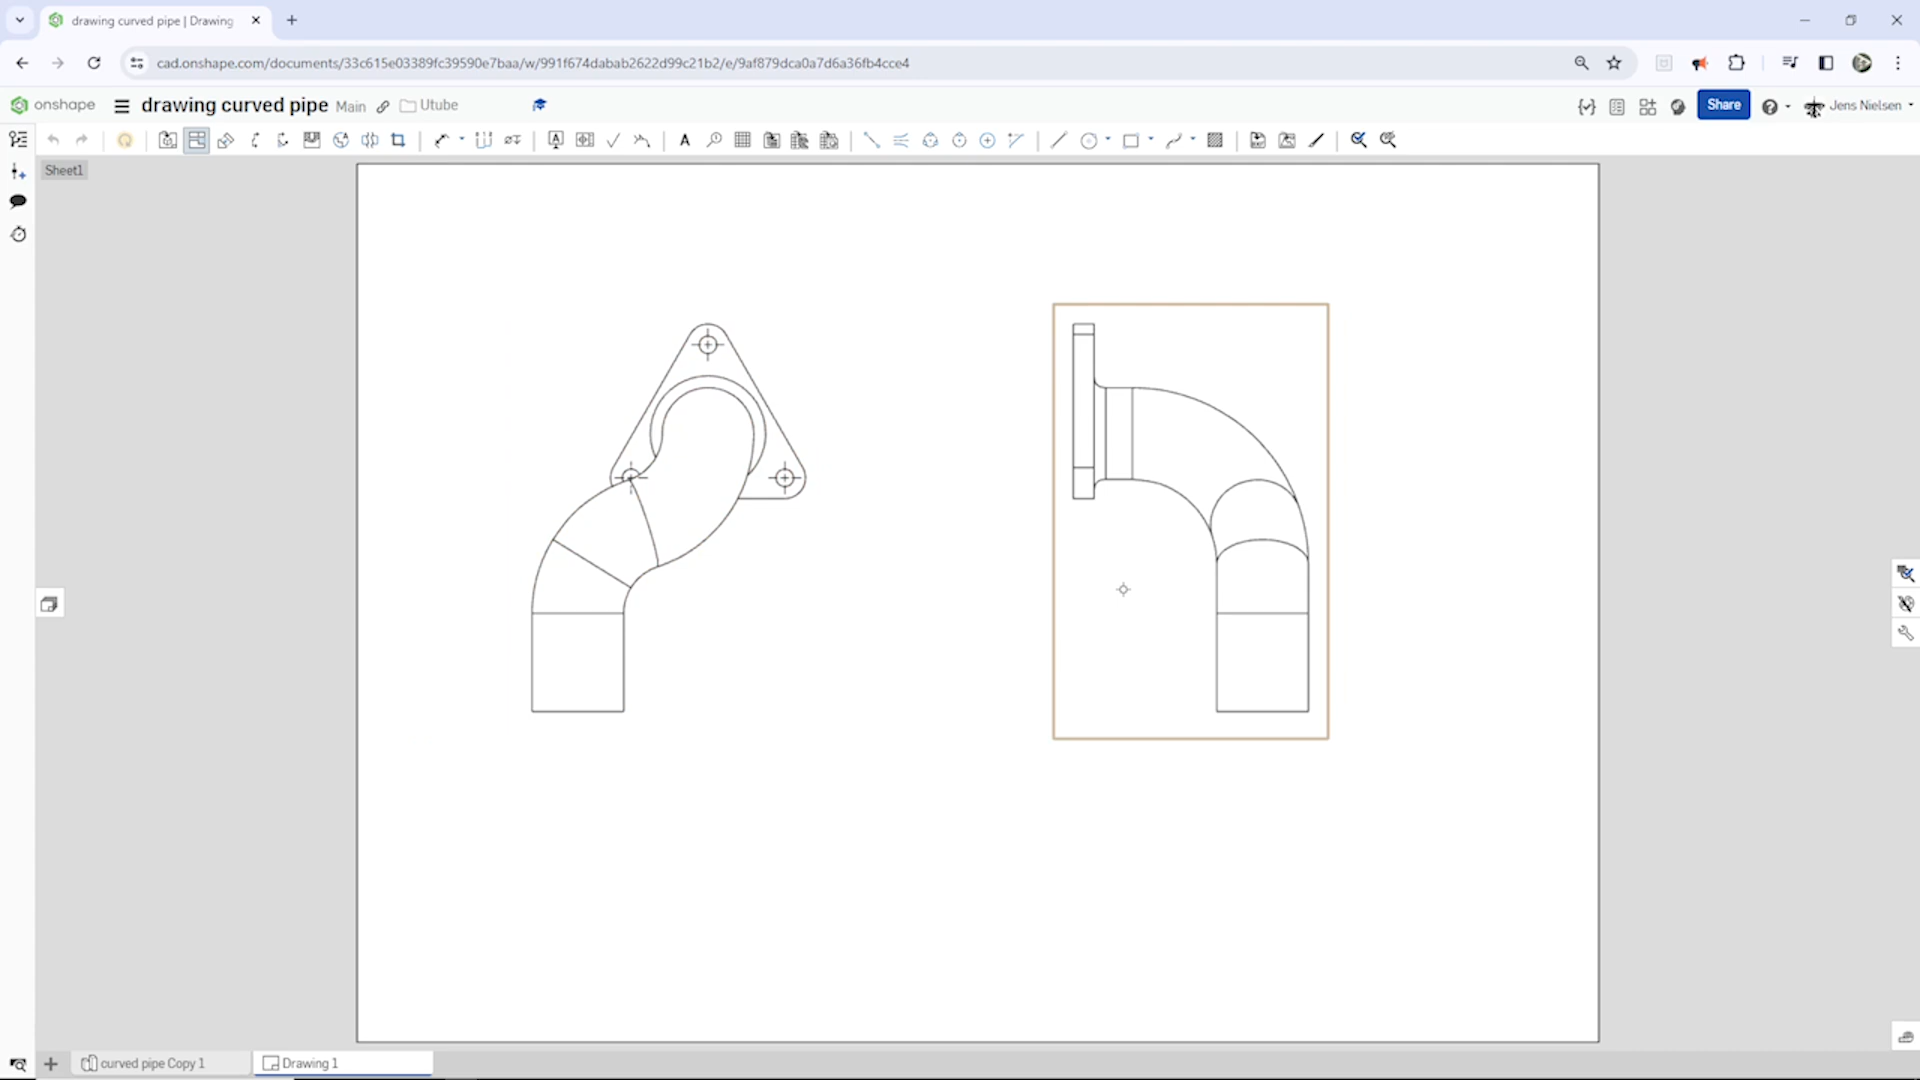 drawing curved pipe | Drawing
cad.onshape.com/documents/33c615e03389fc39590e7baa/w/991f674dabab2622d99c21b2/e/9af879dca0a7d6a36fb4cce4
onshape drawing curved pipe Main Utube Share Jens Nielsen
Sheet1
curved pipe Copy 1 Drawing 1